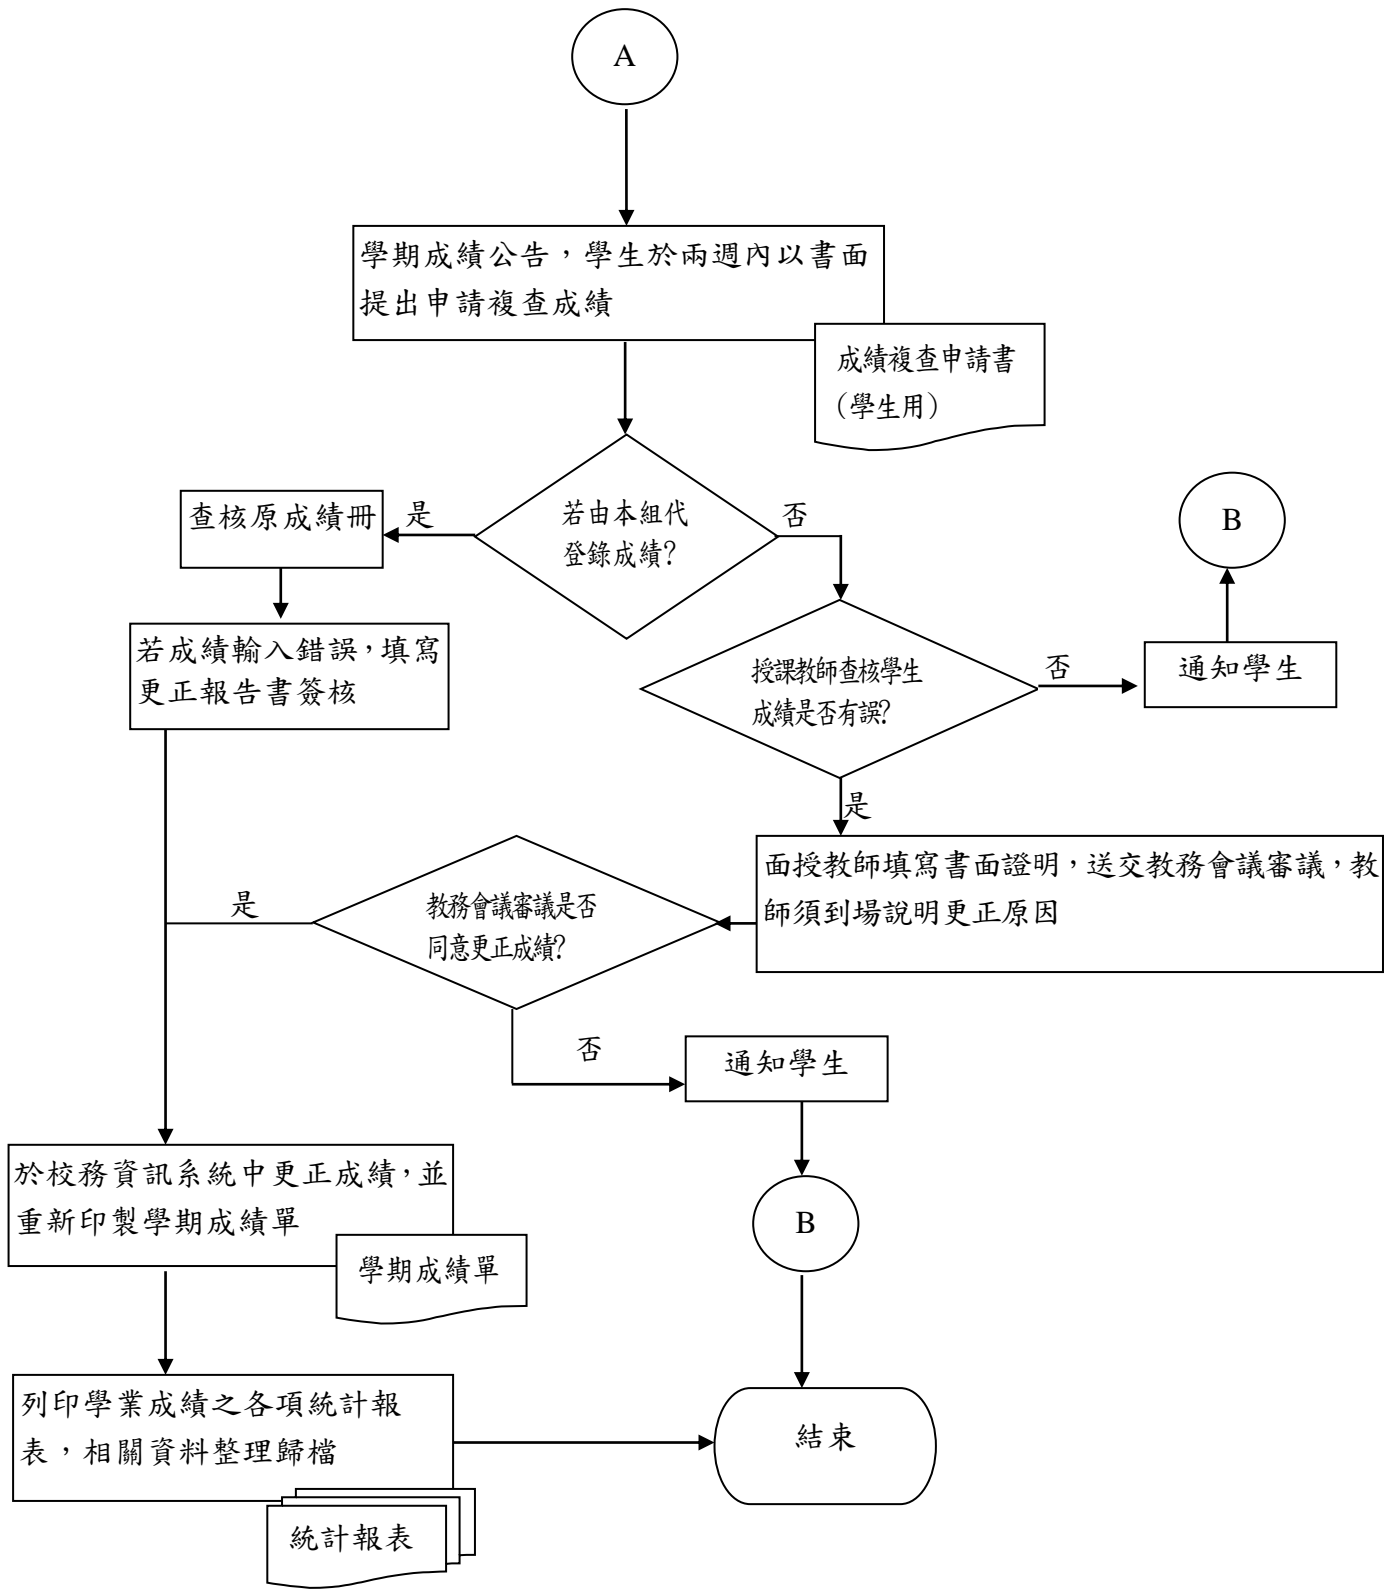 A
學期成績公告，學生於兩週內以書面
提出申請複查成績
成績複查申請書
（學生用）
若由本組代
登錄成績？
是
否
查核原成績冊
B
若成績輸入錯誤，填寫
更正報告書簽核
授課教師查核學生
成績是否有誤？
否
通知學生
是
面授教師填寫書面證明，送交教務會議審議，教
師須到場說明更正原因
教務會議審議是否
同意更正成績？
是
否
通知學生
於校務資訊系統中更正成績，並
重新印製學期成績單
學期成績單
B
列印學業成績之各項統計報
表，相關資料整理歸檔
統計報表
結束